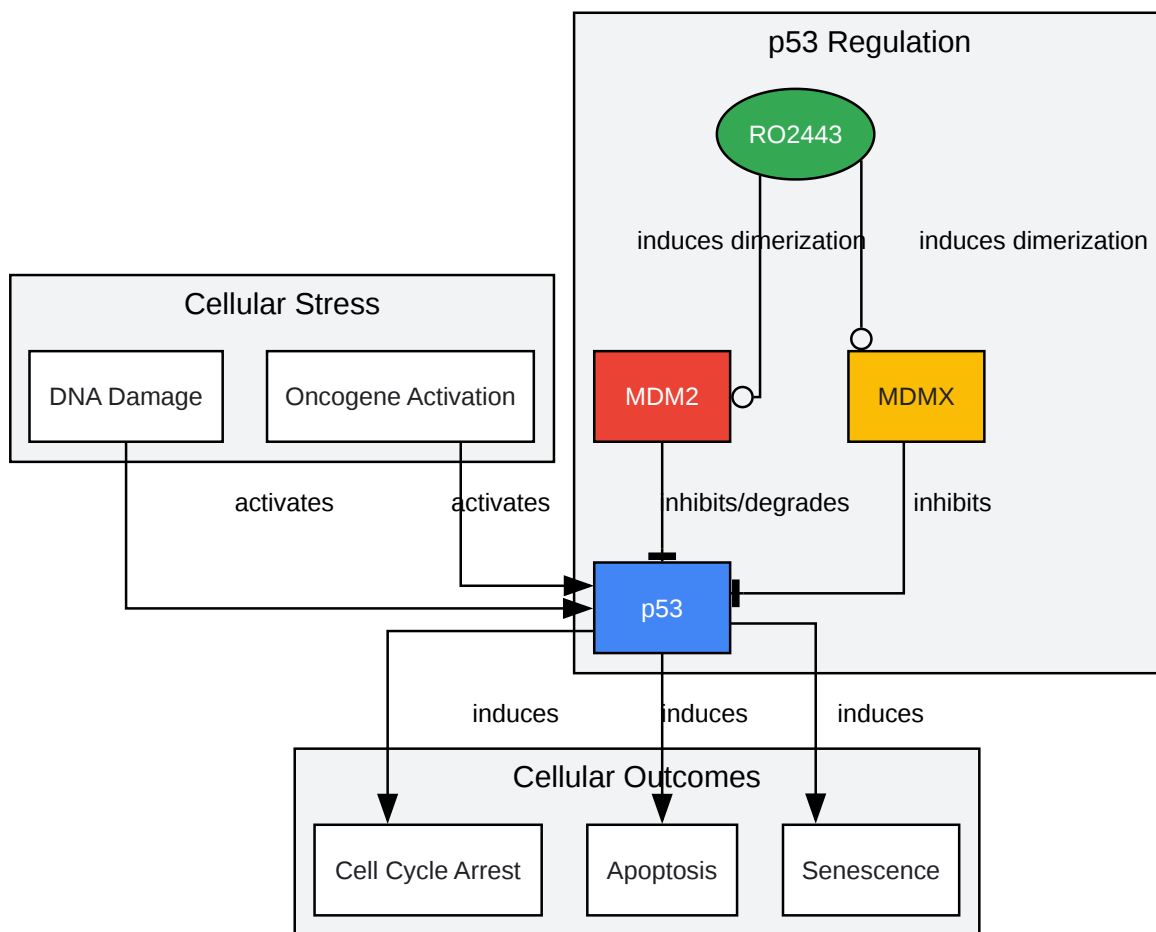 p53 Regulation
RO2443
induces dimerization
induces dimerization
Cellular Stress
DNA Damage
Oncogene Activation
MDM2
MDMX
activates
activates
inhibits/degrades
inhibits
p53
induces
induces
induces
Cellular Outcomes
Cell Cycle Arrest
Apoptosis
Senescence